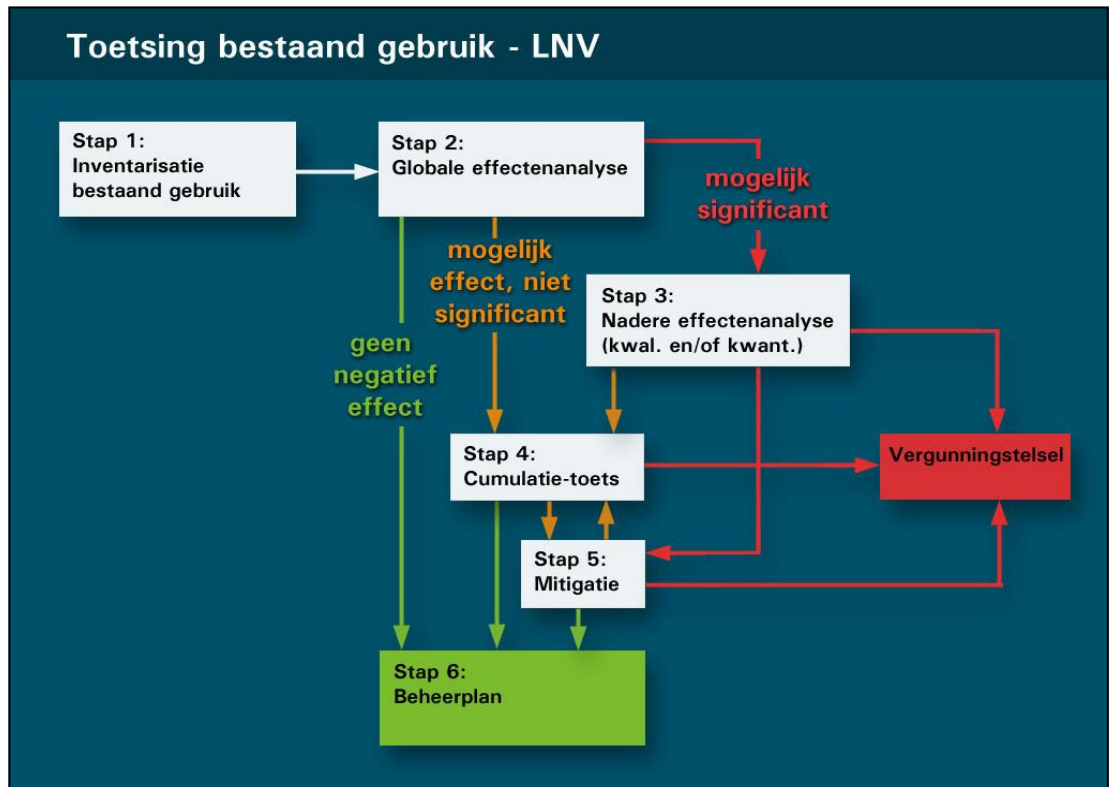 Toetsing bestaand gebruik - LNV
Stap 1:
Inventarisatie
bestaand gebruik
Stap 2:
Globale effectenanalyse
mogelijk
significant
mogelijk
effect, niet
significant
Stap 3:
Nadere effectenanalyse
(kwal. en/of kwant.)
geen
negatief
effect
Stap 4:
Cumulatie-toets
Vergunningstelsel
Stap 5:
Mitigatie
Stap 6:
Beheerplan